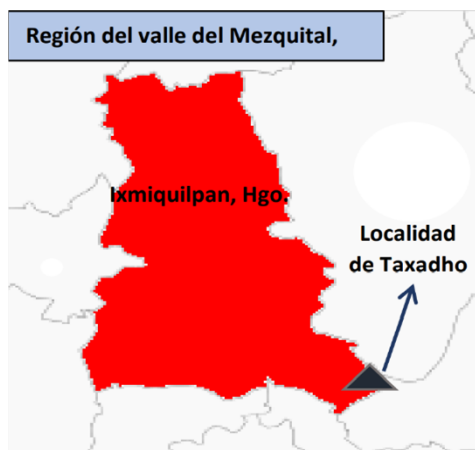 Región del valle del Mezquital,
Ixmiquilpan, Hgo.
Localidad
de Taxadho